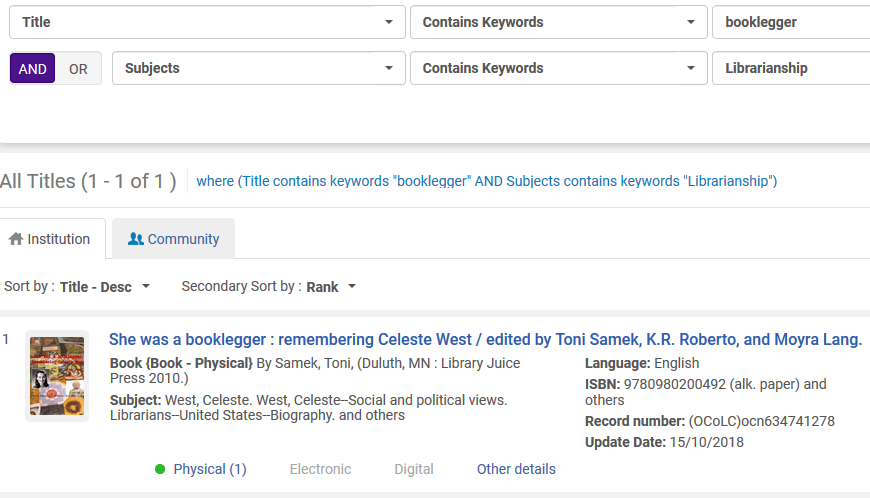 Title Contains Keywords booklegger
AND OR Subjects Contains Keywords Librarianship
All Titles (1 - 1 of 1 ) where (Title contains keywords "booklegger" AND Subjects contains keywords "Librarianship")
Institution Community
Sort by : Title - Desc Secondary Sort by : Rank
1
She was a booklegger : remembering Celeste West / edited by Toni Samek, K.R. Roberto, and Moyra Lang.
Book {Book - Physical} By Samek, Toni, (Duluth, MN : Library Juice
Press 2010.)
Subject: West, Celeste. West, Celeste--Social and political views.
Librarians--United States--Biography. and others
Language: English
ISBN: 9780980200492 (alk. paper) and
others
Record number: (OCoLC)ocn634741278
Update Date: 15/10/2018
Physical (1) Electronic Digital Other details